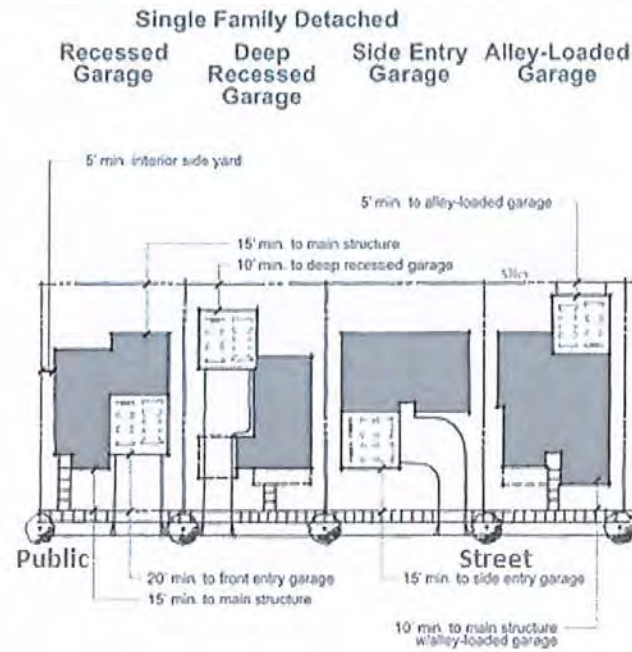 Single Family Detached
Recessed
Garage
Deep
Recessed
Garage
Side Entry
Garage
Alley-Loaded
Garage
5' min. interior side yard
5' min. to alley-loaded garage
15' min. to main structure
10' min. to deep recessed garage
Alley
Public
Street
20' min. to front entry garage
15' min. to main structure
15' min. to side entry garage
10' min. to main structure
w/alley-loaded garage